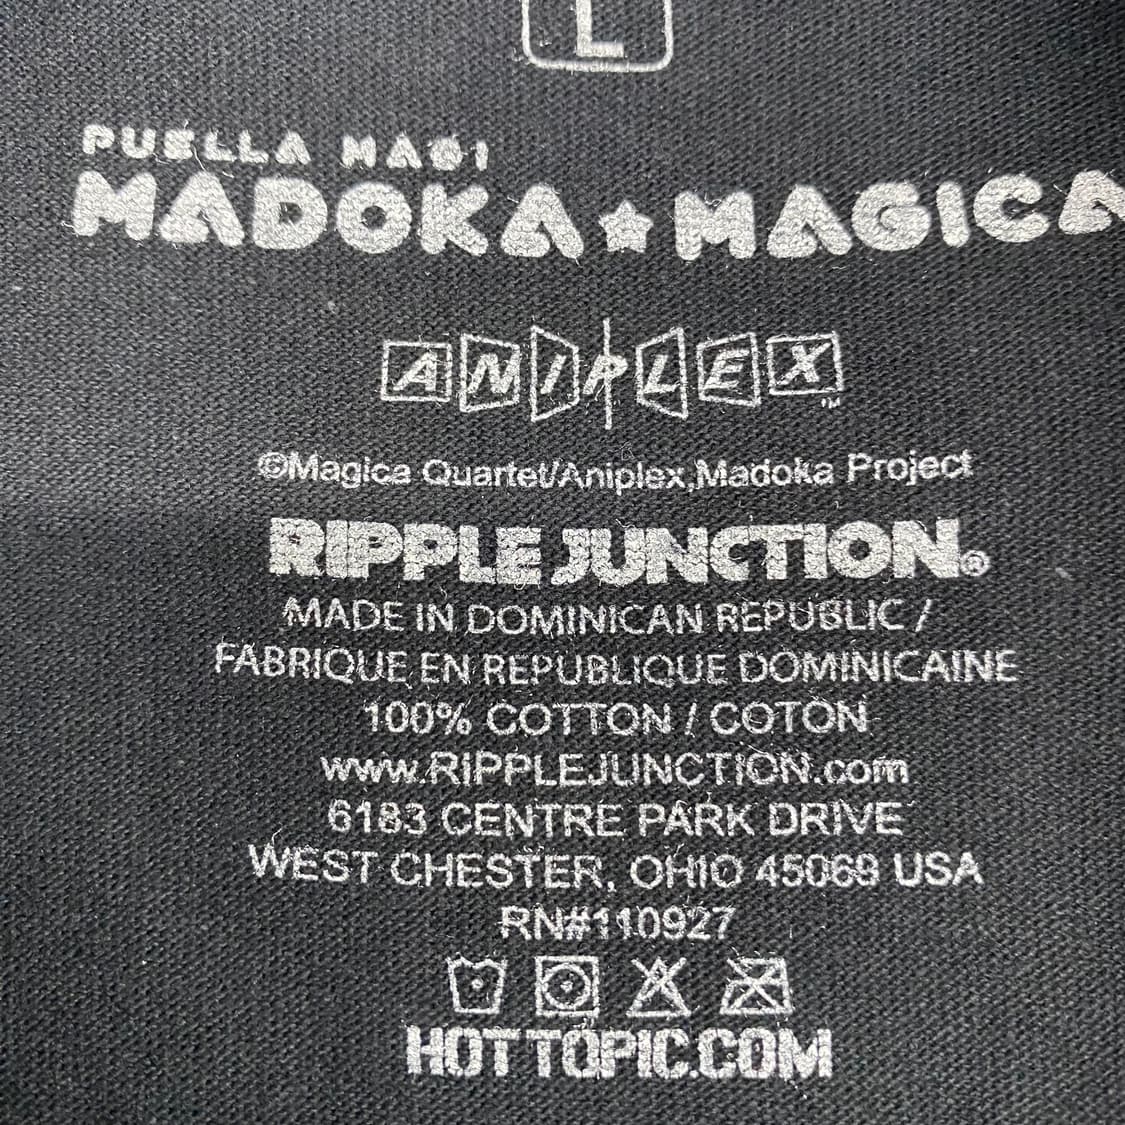 L
PUELLA MAGI
MADOKA★MAGICA
ANIPLEX™
©Magica Quartet/Aniplex,Madoka Project
RIPPLE JUNCTION®
MADE IN DOMINICAN REPUBLIC /
FABRIQUE EN REPUBLIQUE DOMINICAINE
100% COTTON / COTON
www.RIPPLEJUNCTION.com
6183 CENTRE PARK DRIVE
WEST CHESTER, OHIO 45069 USA
RN#110927
HOTTOPIC.COM